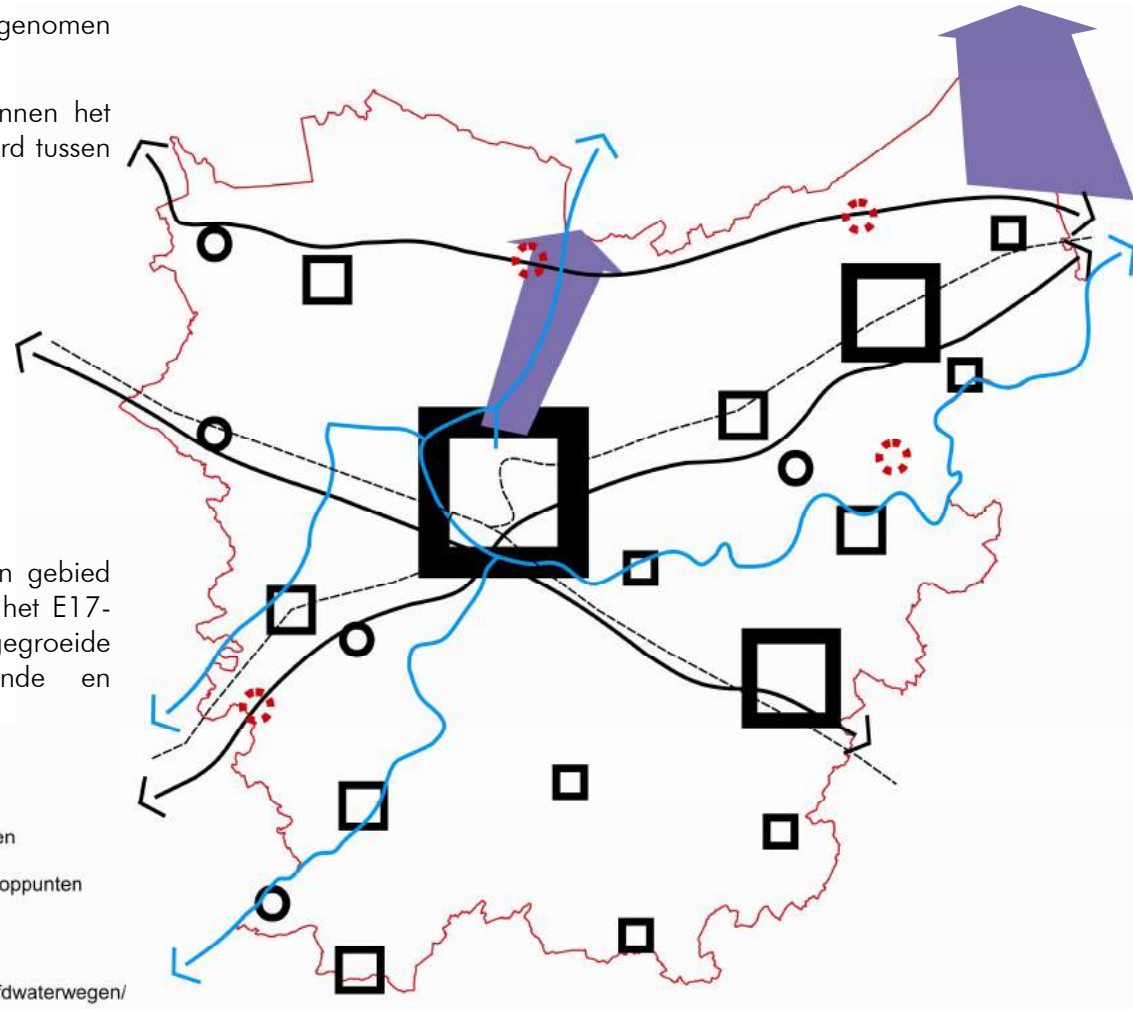 genomen
nnen het
rd tussen
n gebied
het E17-
gegroeide
nde en
en
oppunten
fdwaterwegen/